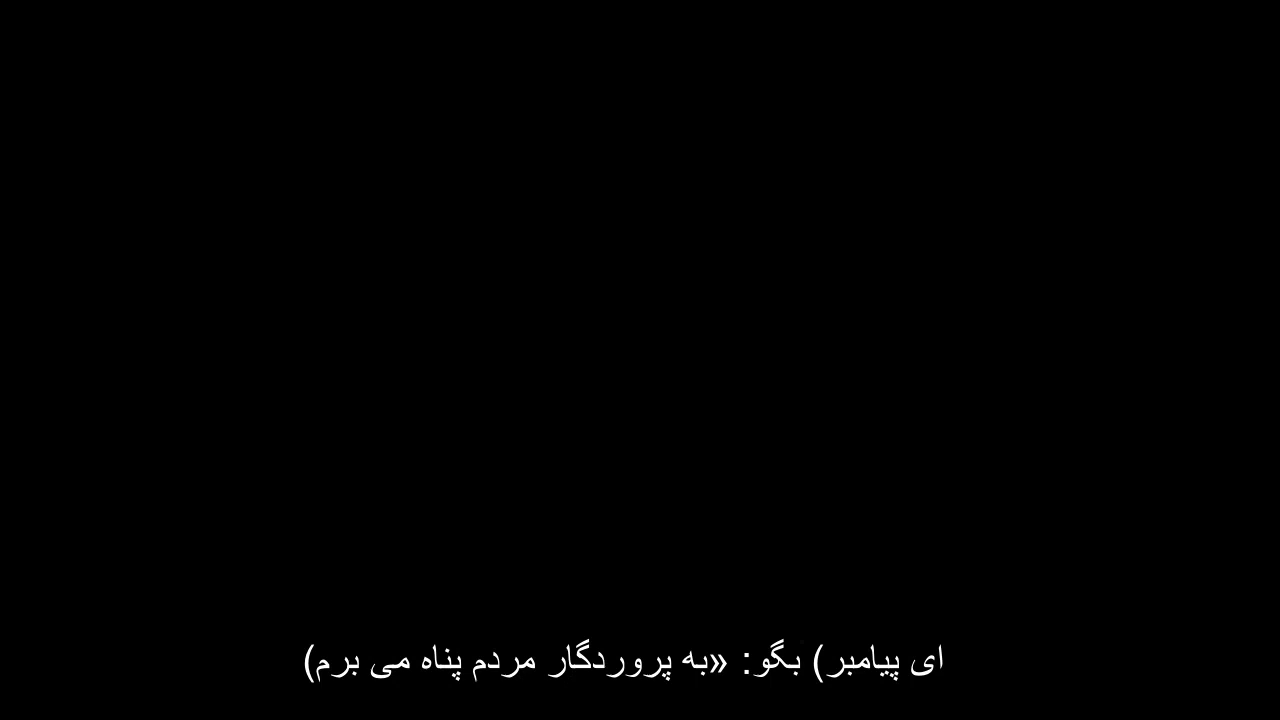 ای پیامبر) بگو: «به پروردگار مردم پناه می برم)